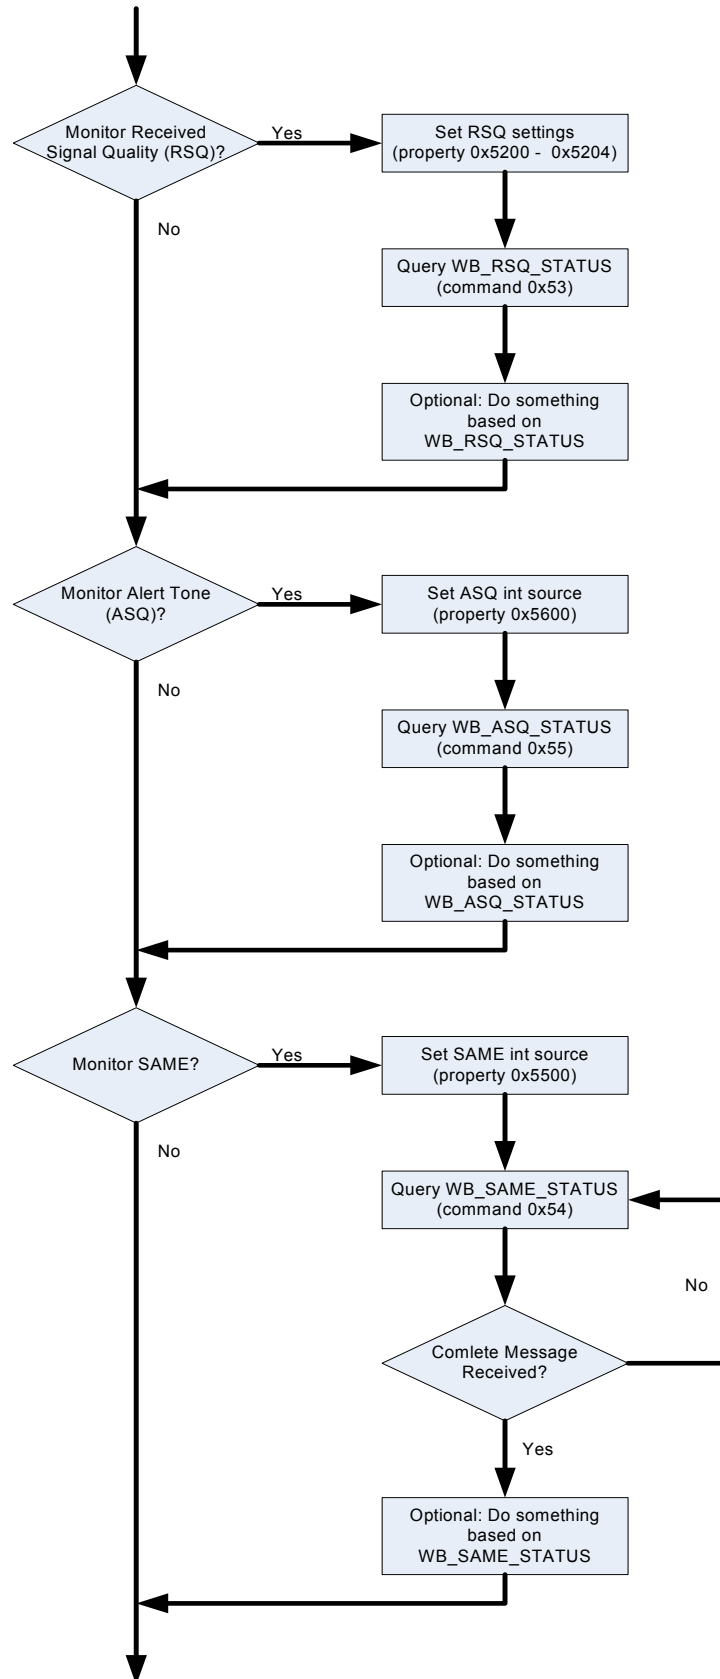 Monitor Received
Signal Quality (RSQ)?
Yes
Set RSQ settings
(property 0x5200 - 0x5204)
No
Query WB_RSQ_STATUS
(command 0x53)
Optional: Do something
based on
WB_RSQ_STATUS
Monitor Alert Tone
(ASQ)?
Yes
Set ASQ int source
(property 0x5600)
No
Query WB_ASQ_STATUS
(command 0x55)
Optional: Do something
based on
WB_ASQ_STATUS
Monitor SAME?
Yes
Set SAME int source
(property 0x5500)
No
Query WB_SAME_STATUS
(command 0x54)
No
Comlete Message
Received?
Yes
Optional: Do something
based on
WB_SAME_STATUS